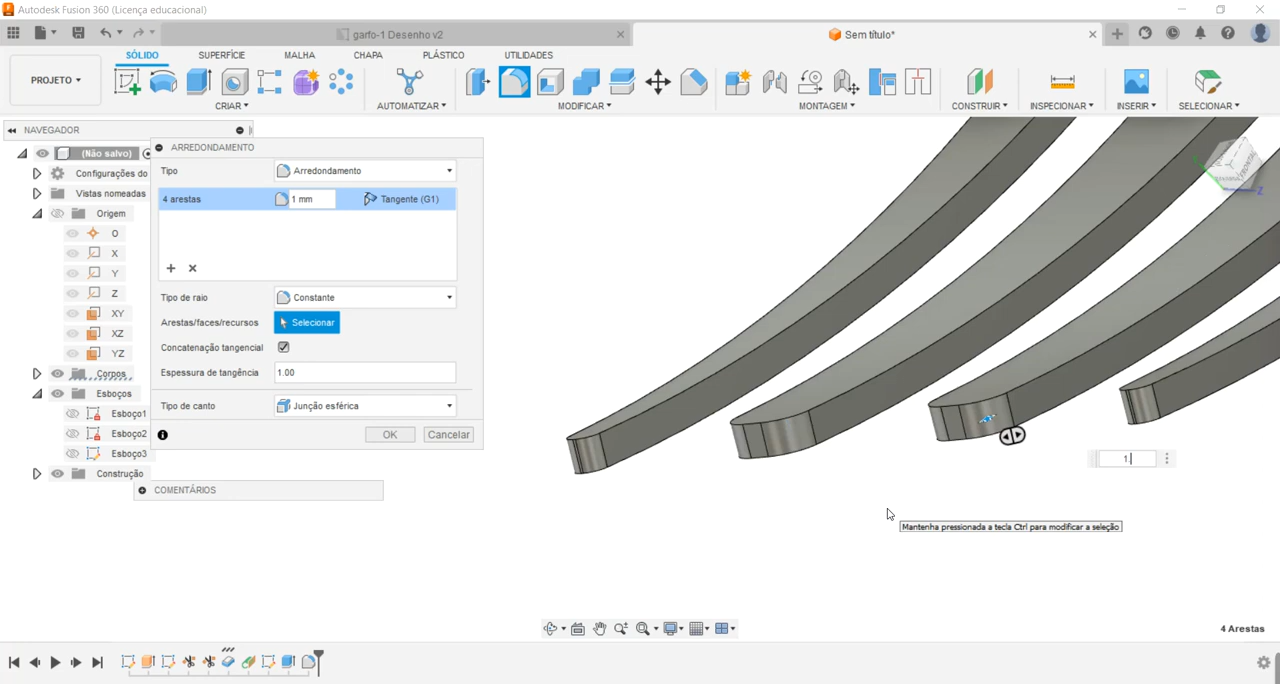 Autodesk Fusion 360 (Licença educacional)
garfo-1 Desenho v2
Sem título*
PROJETO
SÓLIDO SUPERFÍCIE MALHA CHAPA PLÁSTICO UTILIDADES
CRIAR AUTOMATIZAR MODIFICAR MONTAGEM CONSTRUIR INSPECIONAR INSERIR SELECIONAR
NAVEGADOR
(Não salvo)
Configurações do
Vistas nomeadas
Origem
O
X
Y
Z
XY
XZ
YZ
Corpos
Esboços
Esboço1
Esboço2
Esboço3
Construção
ARREDONDAMENTO
Tipo Arredondamento
4 arestas 1 mm Tangente (G1)
Tipo de raio Constante
Arestas/faces/recursos Selecionar
Concatenação tangencial
Espessura de tangência 1.00
Tipo de canto Junção esférica
OK Cancelar
COMENTÁRIOS
FRONTAL
Z
1.
Mantenha pressionada a tecla Ctrl para modificar a seleção
4 Arestas